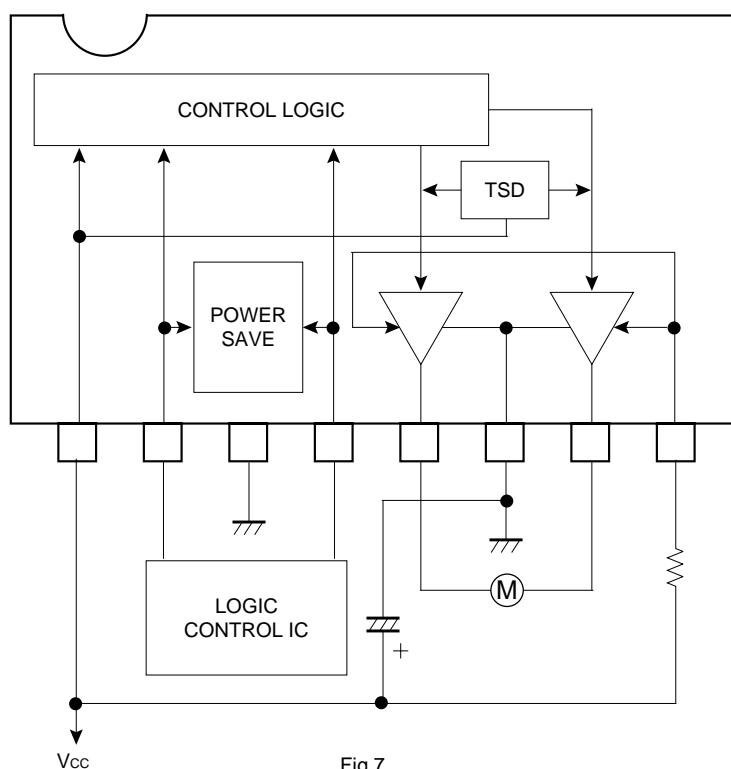 CONTROL LOGIC
TSD
POWER
SAVE
LOGIC
CONTROL IC
M
+
Vcc
Fig.7